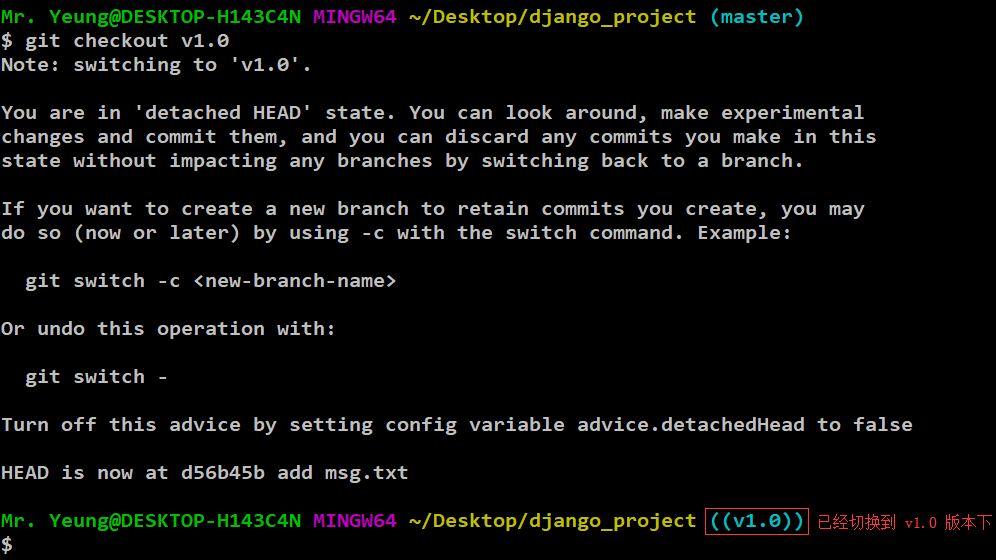 Mr. Yeung@DESKTOP-H143C4N MINGW64 ~/Desktop/django_project (master)
$ git checkout v1.0
Note: switching to 'v1.0'.
You are in 'detached HEAD' state. You can look around, make experimental
changes and commit them, and you can discard any commits you make in this
state without impacting any branches by switching back to a branch.
If you want to create a new branch to retain commits you create, you may
do so (now or later) by using -c with the switch command. Example:
git switch -c <new-branch-name>
Or undo this operation with:
git switch -
Turn off this advice by setting config variable advice.detachedHead to false
HEAD is now at d56b45b add msg.txt
Mr. Yeung@DESKTOP-H143C4N MINGW64 ~/Desktop/django_project ((v1.0)) 已经切换到 v1.0 版本下
$